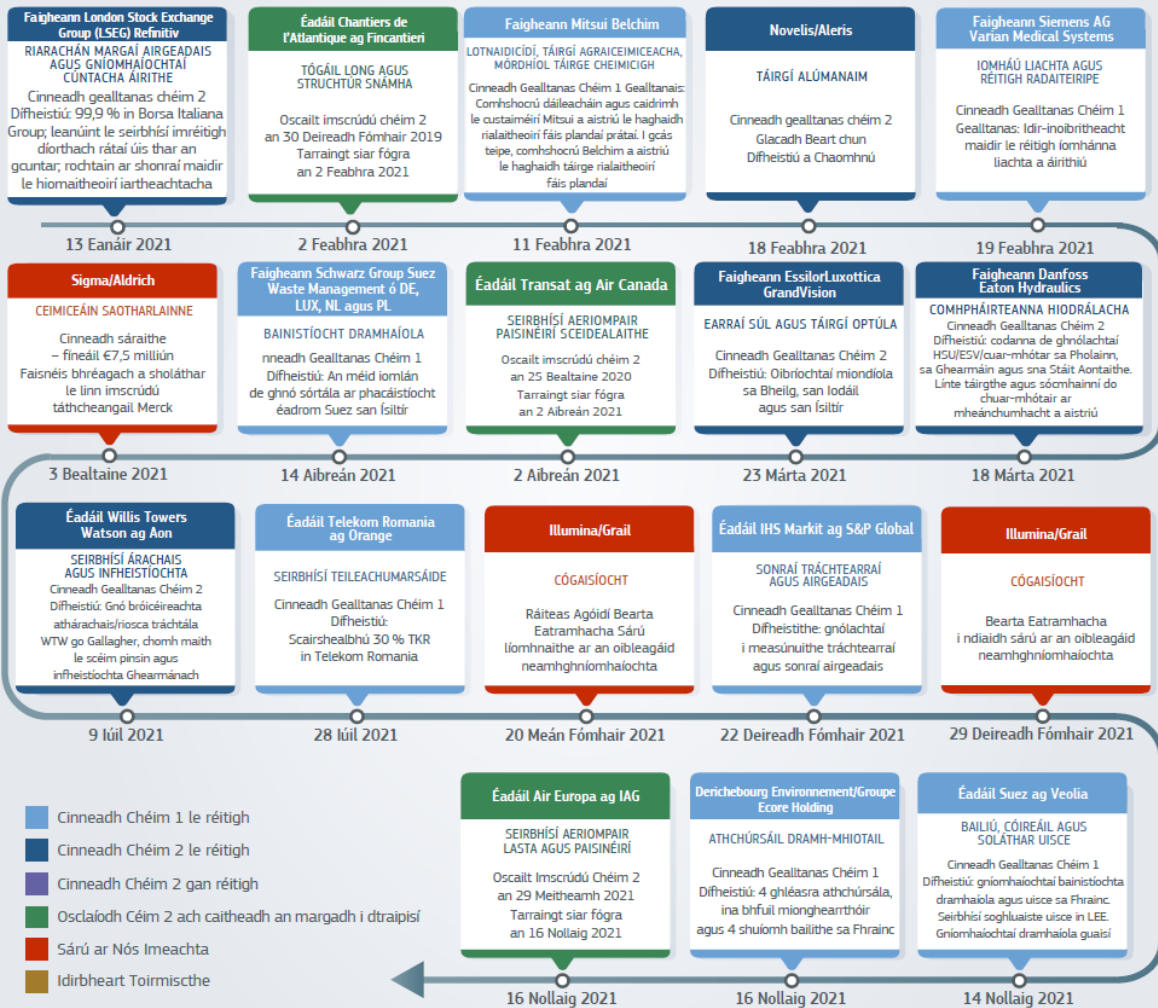 Faigheann London Stock Exchange
Group (LSEG) Refinitiv
RIARACHÁN MARGAÍ AIRGEADAIS
AGUS GNÍOMHAÍOCHTAÍ
CÚNTACHA ÁIRITHE
Cinneadh gealltanas chéim 2
Dífheistiú: 99,9 % in Borsa Italiana
Group; leanúint le seirbhísí imréitigh
díorthach rátaí úis thar an
gcuntar; rochtain ar shonraí maidir
le hiomaitheoirí iartheachtacha
13 Eanáir 2021
Éadáil Chantiers de
l'Atlantique ag Fincantieri
TÓGÁIL LONG AGUS
STRUCHTÚR SNÁMHA
Oscailt imscrúdú chéim 2
an 30 Deireadh Fómhair 2019
Tarraingt siar fógra
an 2 Feabhra 2021
2 Feabhra 2021
Faigheann Mitsui Belchim
LOTNAIDICÍDÍ, TÁIRGÍ AGRAICEIMICEACHA,
MÓRDHÍOL TÁIRGE CHEIMICIGH
Cinneadh Gealltanas Chéim 1 Gealltanais:
Comhshocrú dáileacháin agus caidrimh
le custaiméirí Mitsui a aistriú le haghaidh
rialaitheoirí fáis plandaí prátaí. I gcás
teipe, comhshocrú Belchim a aistriú
le haghaidh táirge rialaitheoirí
fáis plandaí
11 Feabhra 2021
Novelis/Aleris
TÁIRGÍ ALÚMANAIM
Cinneadh gealltanas chéim 2
Glacadh Beart chun
Dífheistiú a Chaomhnú
18 Feabhra 2021
Faigheann Siemens AG
Varian Medical Systems
IOMHÁÚ LIACHTA AGUS
RÉITIGH RADAITEIRIPE
Cinneadh Gealltanas Chéim 1
Gealltanas: Idir-inoibritheacht
maidir le réitigh íomhánna
liachta a áirithiú
19 Feabhra 2021
Sigma/Aldrich
CEIMICEÁIN SAOTHARLAINNE
Cinneadh sáraithe
– fíneáil €7,5 milliún
Faisnéis bhréagach a sholáthar
le linn imscrúdú
táthcheangail Merck
3 Bealtaine 2021
Faigheann Schwarz Group Suez
Waste Management ó DE,
LUX, NL agus PL
BAINISTÍOCHT DRAMHAÍOLA
nneadh Gealltanas Chéim 1
Dífheistiú: An méid iomlán
de ghnó sórtála ar phacáistíocht
éadrom Suez san Ísiltír
14 Aibreán 2021
Éadáil Transat ag Air Canada
SEIRBHÍSÍ AERIOMPAIR
PAISINÉIRÍ SCEIDEALAITHE
Oscailt imscrúdú chéim 2
an 25 Bealtaine 2020
Tarraingt siar fógra
an 2 Aibreán 2021
2 Aibreán 2021
Faigheann EssilorLuxottica
GrandVision
EARRAÍ SÚL AGUS TÁIRGÍ OPTÚLA
Cinneadh Gealltanas Chéim 2
Dífheistiú: Oibríochtaí miondíola
sa Bheilg, san Iodáil
agus san Ísiltír
23 Márta 2021
Faigheann Danfoss
Eaton Hydraulics
COMHPHÁIRTEANNA HIODRÁLACHA
Cinneadh Gealltanas Chéim 2
Dífheistiú: codanna de ghnólachtaí
HSU/ESV/cuar-mhótar sa Pholainn,
sa Ghearmáin agus sna Stáit Aontaithe.
Línte táirgthe agus sócmhainní do
chuar-mhótair ar
mheánchumhacht a aistriú
18 Márta 2021
Éadáil Willis Towers
Watson ag Aon
SEIRBHÍSÍ ÁRACHAIS
AGUS INFHEISTÍOCHTA
Cinneadh Gealltanas Chéim 2
Dífheistiú: Gnó bróicéireachta
athárachais/riosca tráchtála
WTW go Gallagher, chomh maith
le scéim pinsin agus
infheistíochta Ghearmánach
9 Iúil 2021
Éadáil Telekom Romania
ag Orange
SEIRBHÍSÍ TEILEACHUMARSÁIDE
Cinneadh Gealltanas Chéim 1
Dífheistiú:
Scairshealbhú 30 % TKR
in Telekom Romania
28 Iúil 2021
Illumina/Grail
CÓGAISÍOCHT
Ráiteas Agóidí Bearta
Eatramhacha Sárú
líomhnaithe ar an oibleagáid
neamhghníomhaíochta
20 Meán Fómhair 2021
Éadáil IHS Markit ag S&P Global
SONRAÍ TRÁCHTEARRAÍ
AGUS AIRGEADAIS
Cinneadh Gealltanas Chéim 1
Dífheistithe: gnólachtaí
i measúnuithe tráchtearraí
agus sonraí airgeadais
22 Deireadh Fómhair 2021
Illumina/Grail
CÓGAISÍOCHT
Bearta Eatramhacha
i ndiaidh sárú ar an oibleagáid
neamhghníomhaíochta
29 Deireadh Fómhair 2021
Cinneadh Chéim 1 le réitigh
Cinneadh Chéim 2 le réitigh
Cinneadh Chéim 2 gan réitigh
Osclaíodh Céim 2 ach caitheadh an margadh i dtraipisí
Sárú ar Nós Imeachta
Idirbheart Toirmiscthe
Éadáil Air Europa ag IAG
SEIRBHÍSÍ AERIOMPAIR
LASTA AGUS PAISINÉIRÍ
Oscailt Imscrúdú Chéim 2
an 29 Meitheamh 2021
Tarraingt siar fógra
an 16 Nollaig 2021
16 Nollaig 2021
Derichebourg Environnement/Groupe
Ecore Holding
ATHCHÚRSÁIL DRAMH-MHIOTAIL
Cinneadh Gealltanas Chéim 1
Dífheistiú: 4 ghléasra athchúrsála,
ina bhfuil mionghearrthóir
agus 4 shuíomh bailithe sa Fhrainc
16 Nollaig 2021
Éadáil Suez ag Veolia
BAILIÚ, CÓIREÁIL AGUS
SOLÁTHAR UISCE
Cinneadh Gealltanas Chéim 1
Dífheistiú: gníomhaíochtaí bainistíochta
dramhaíola agus uisce sa Fhrainc.
Seirbhísí soghluaiste uisce in LEE.
Gníomhaíochtaí dramhaíola guaisí
14 Nollaig 2021